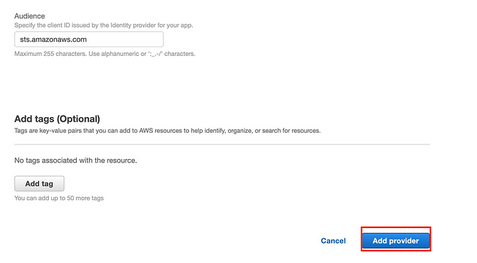 Audience
Specify the client ID issued by the Identity provider for your app.
sts.amazonaws.com
Maximum 255 characters. Use alphanumeric or ':_.-/' characters.
Add tags (Optional)
Tags are key-value pairs that you can add to AWS resources to help identify, organize, or search for resources.
No tags associated with the resource.
Add tag
You can add up to 50 more tags
Cancel
Add provider